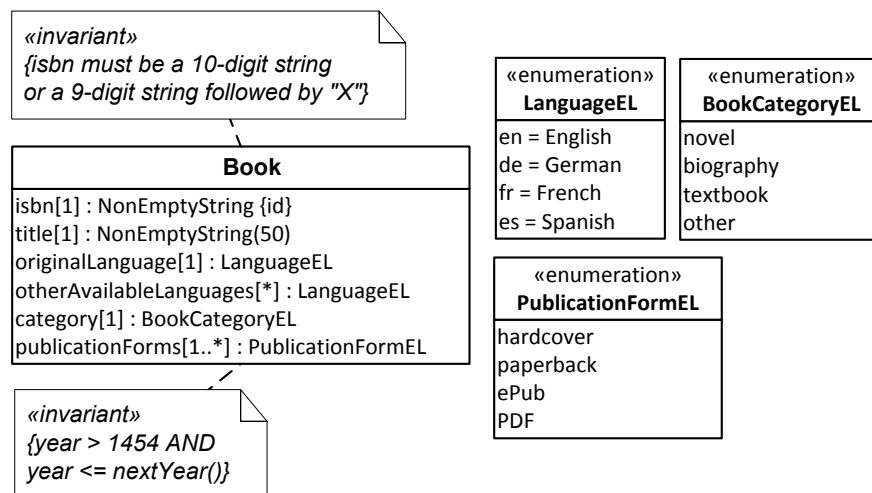 «invariant»
{isbn must be a 10-digit string
or a 9-digit string followed by "X"}
Book
isbn[1] : NonEmptyString {id}
title[1] : NonEmptyString(50)
originalLanguage[1] : LanguageEL
otherAvailableLanguages[*] : LanguageEL
category[1] : BookCategoryEL
publicationForms[1..*] : PublicationFormEL
«invariant»
{year > 1454 AND
year <= nextYear()}
«enumeration»
LanguageEL
en = English
de = German
fr = French
es = Spanish
«enumeration»
BookCategoryEL
novel
biography
textbook
other
«enumeration»
PublicationFormEL
hardcover
paperback
ePub
PDF